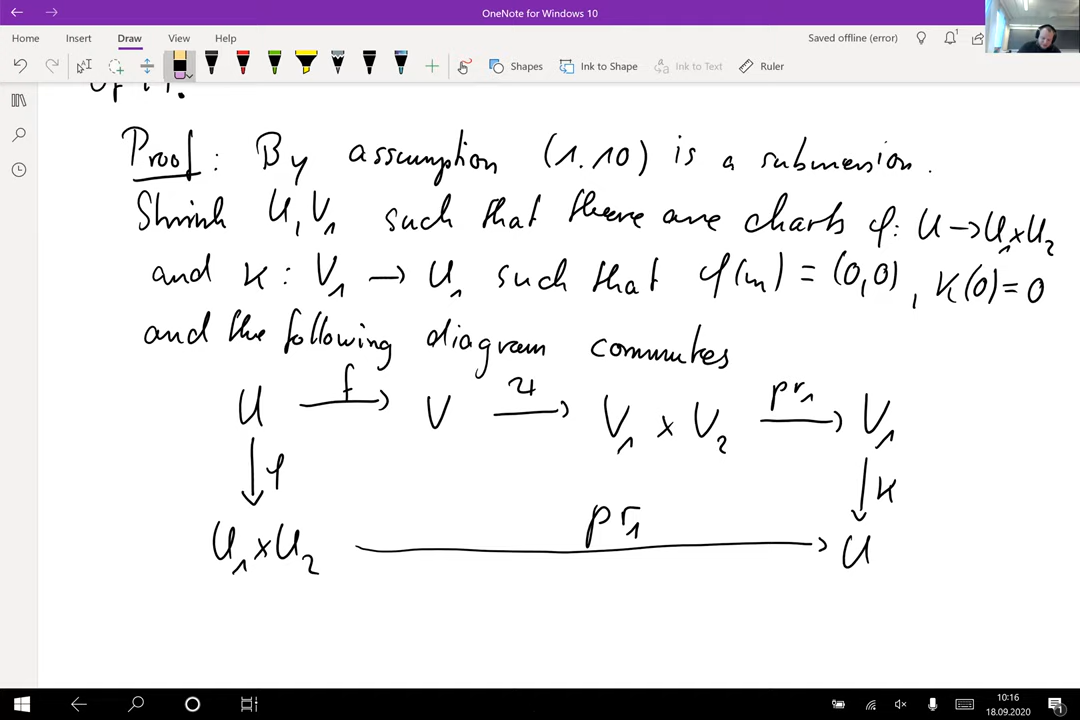 OneNote for Windows 10
Home Insert Draw View Help Saved offline (error)
Shapes Ink to Shape Ink to Text Ruler
of it.
Proof: By assumption (1.10) is a submersion.
Shrink U, V₁ such that there are charts φ: U → U₁×U₂
and κ: V₁ → U₁ such that φ(m) = (0,0), κ(0)=0
and the following diagram commutes
f ψ pr₁
U → V → V₁ × V₂ → V₁
↓ φ ↓ κ
pr₁
U₁×U₂ → U
10:16
18.09.2020